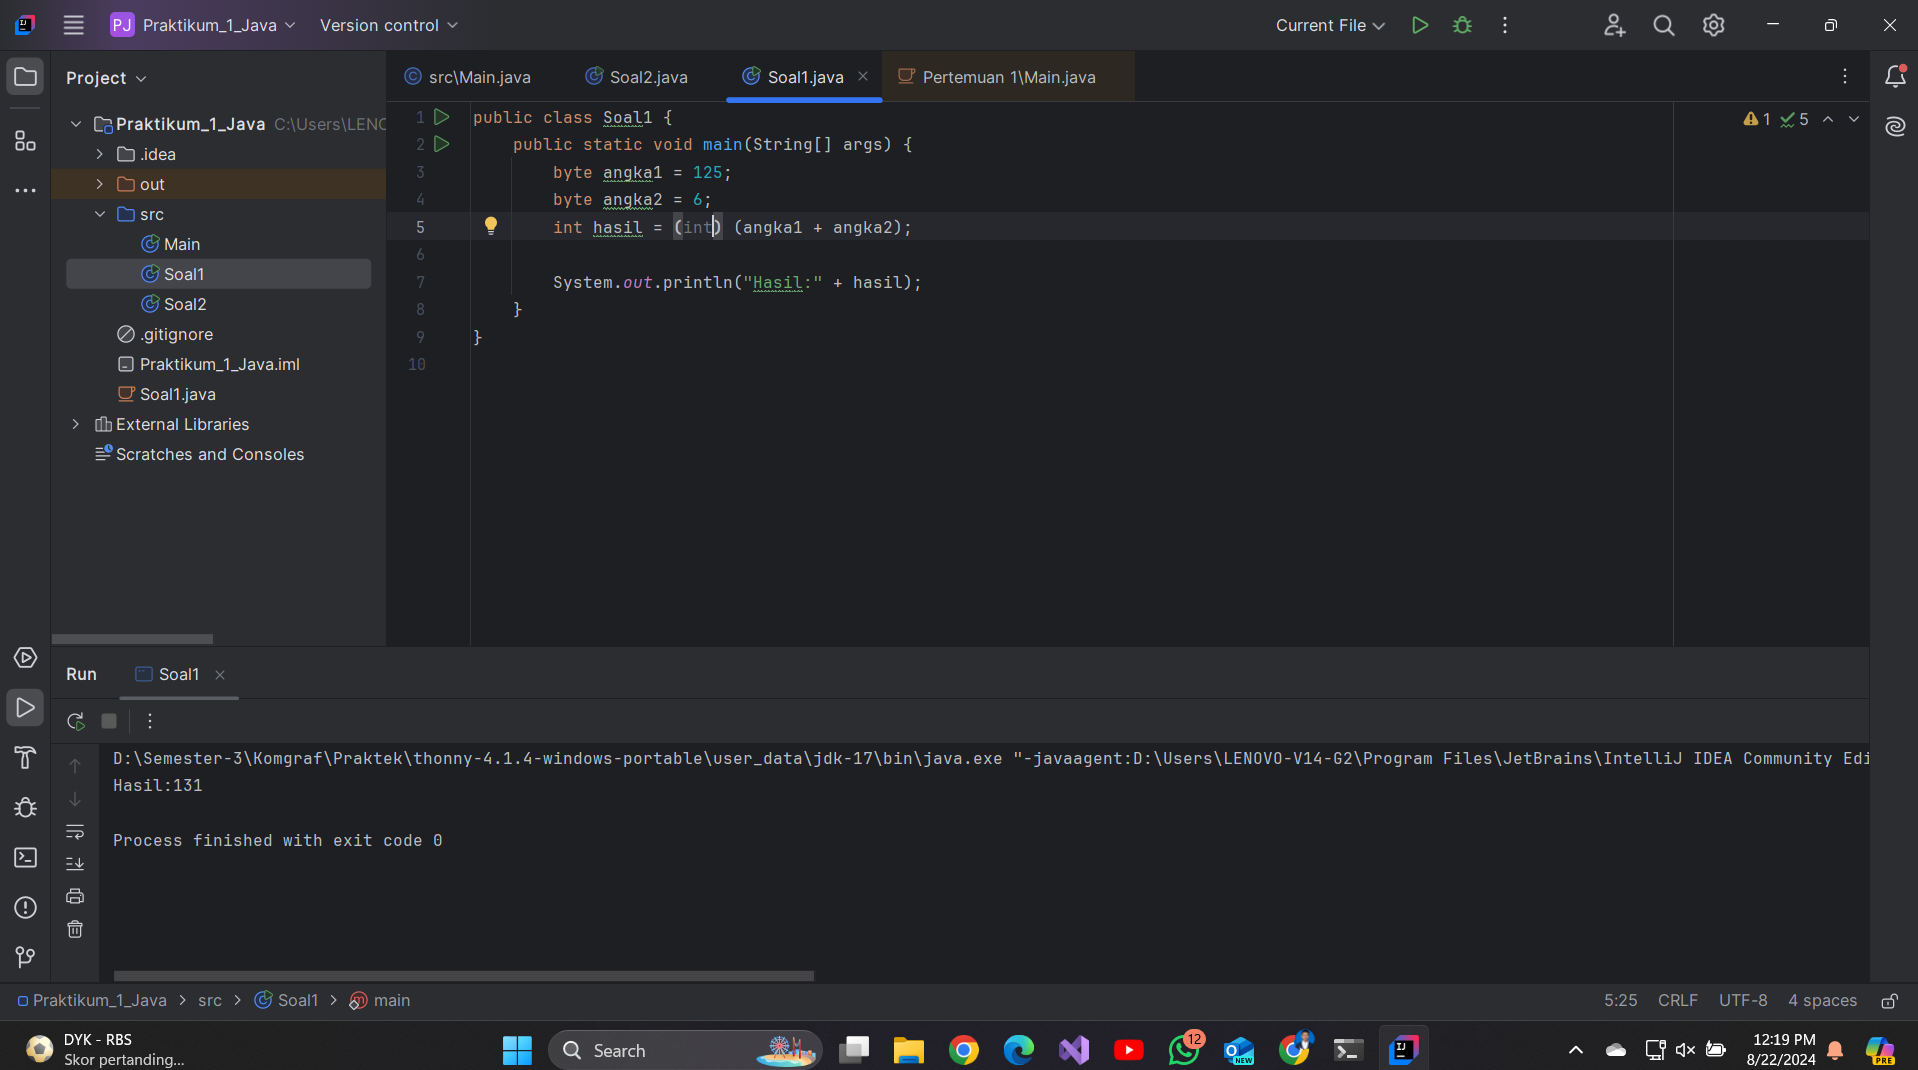 PJ Praktikum_1_Java Version control Current File
Project
src\Main.java Soal2.java Soal1.java Pertemuan 1\Main.java
Praktikum_1_Java C:\Users\LENO
.idea
out
src
Main
Soal1
Soal2
.gitignore
Praktikum_1_Java.iml
Soal1.java
External Libraries
Scratches and Consoles
1 public class Soal1 {
2 public static void main(String[] args) {
3 byte angka1 = 125;
4 byte angka2 = 6;
5 int hasil = (int) (angka1 + angka2);
6
7 System.out.println("Hasil:" + hasil);
8 }
9 }
10
1 5
Run Soal1
D:\Semester-3\Komgraf\Praktek\thonny-4.1.4-windows-portable\user_data\jdk-17\bin\java.exe "-javaagent:D:\Users\LENOVO-V14-G2\Program Files\JetBrains\IntelliJ IDEA Community Edi
Hasil:131
Process finished with exit code 0
Praktikum_1_Java > src > Soal1 > main
5:25 CRLF UTF-8 4 spaces
DYK - RBS
Skor pertanding...
Search
12
NEW
12:19 PM
8/22/2024
PRE